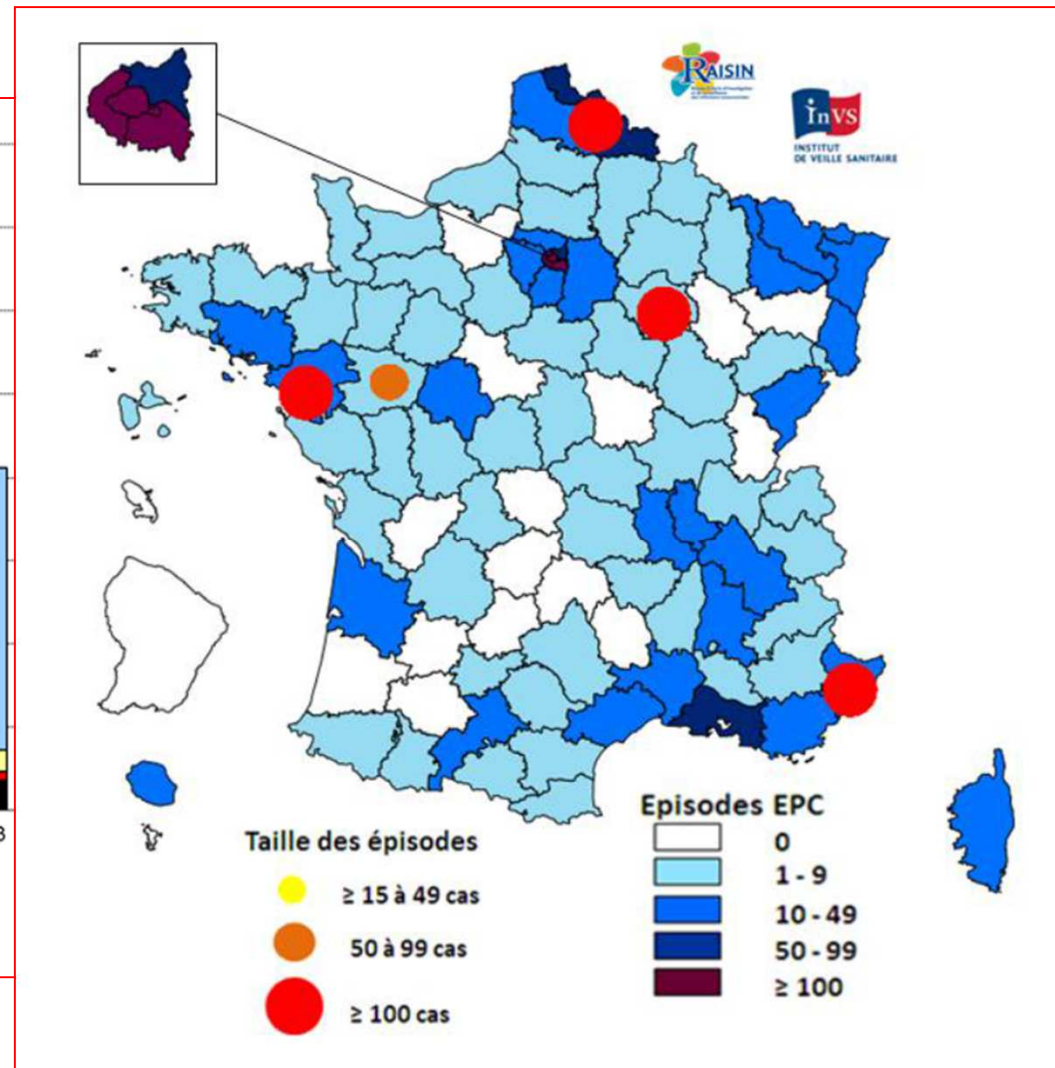 RAISIN
InVS
INSTITUT
DE VEILLE SANITAIRE
Episodes EPC
0
1 - 9
10 - 49
50 - 99
≥ 100
Taille des épisodes
≥ 15 à 49 cas
50 à 99 cas
≥ 100 cas